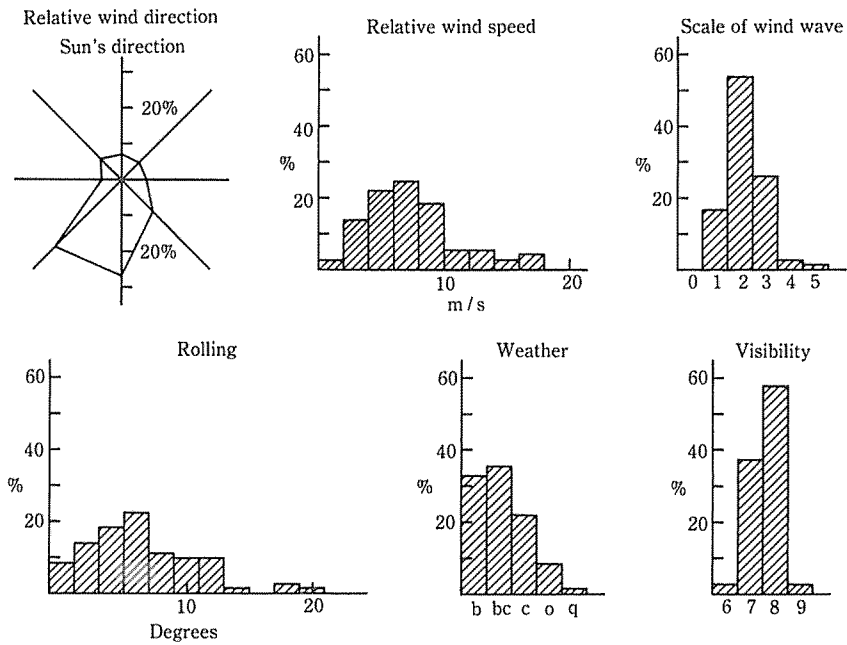 Relative wind direction
Sun's direction
20%
20%
Relative wind speed
60
40
%
20
10
20
m/s
Scale of wind wave
60
40
%
20
0 1 2 3 4 5
Rolling
60
40
%
20
10
20
Degrees
Weather
60
40
%
20
b bc c o q
Visibility
60
40
%
20
6 7 8 9